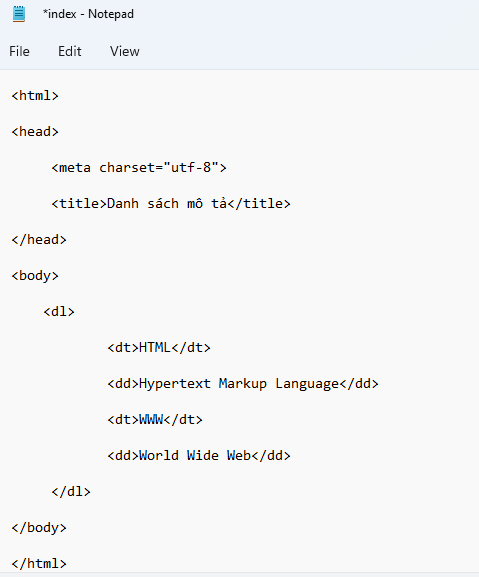 *index - Notepad
File Edit View
<html>
<head>
<meta charset="utf-8">
<title>Danh sách mô tả</title>
</head>
<body>
<dl>
<dt>HTML</dt>
<dd>Hypertext Markup Language</dd>
<dt>WWW</dt>
<dd>World Wide Web</dd>
</dl>
</body>
</html>